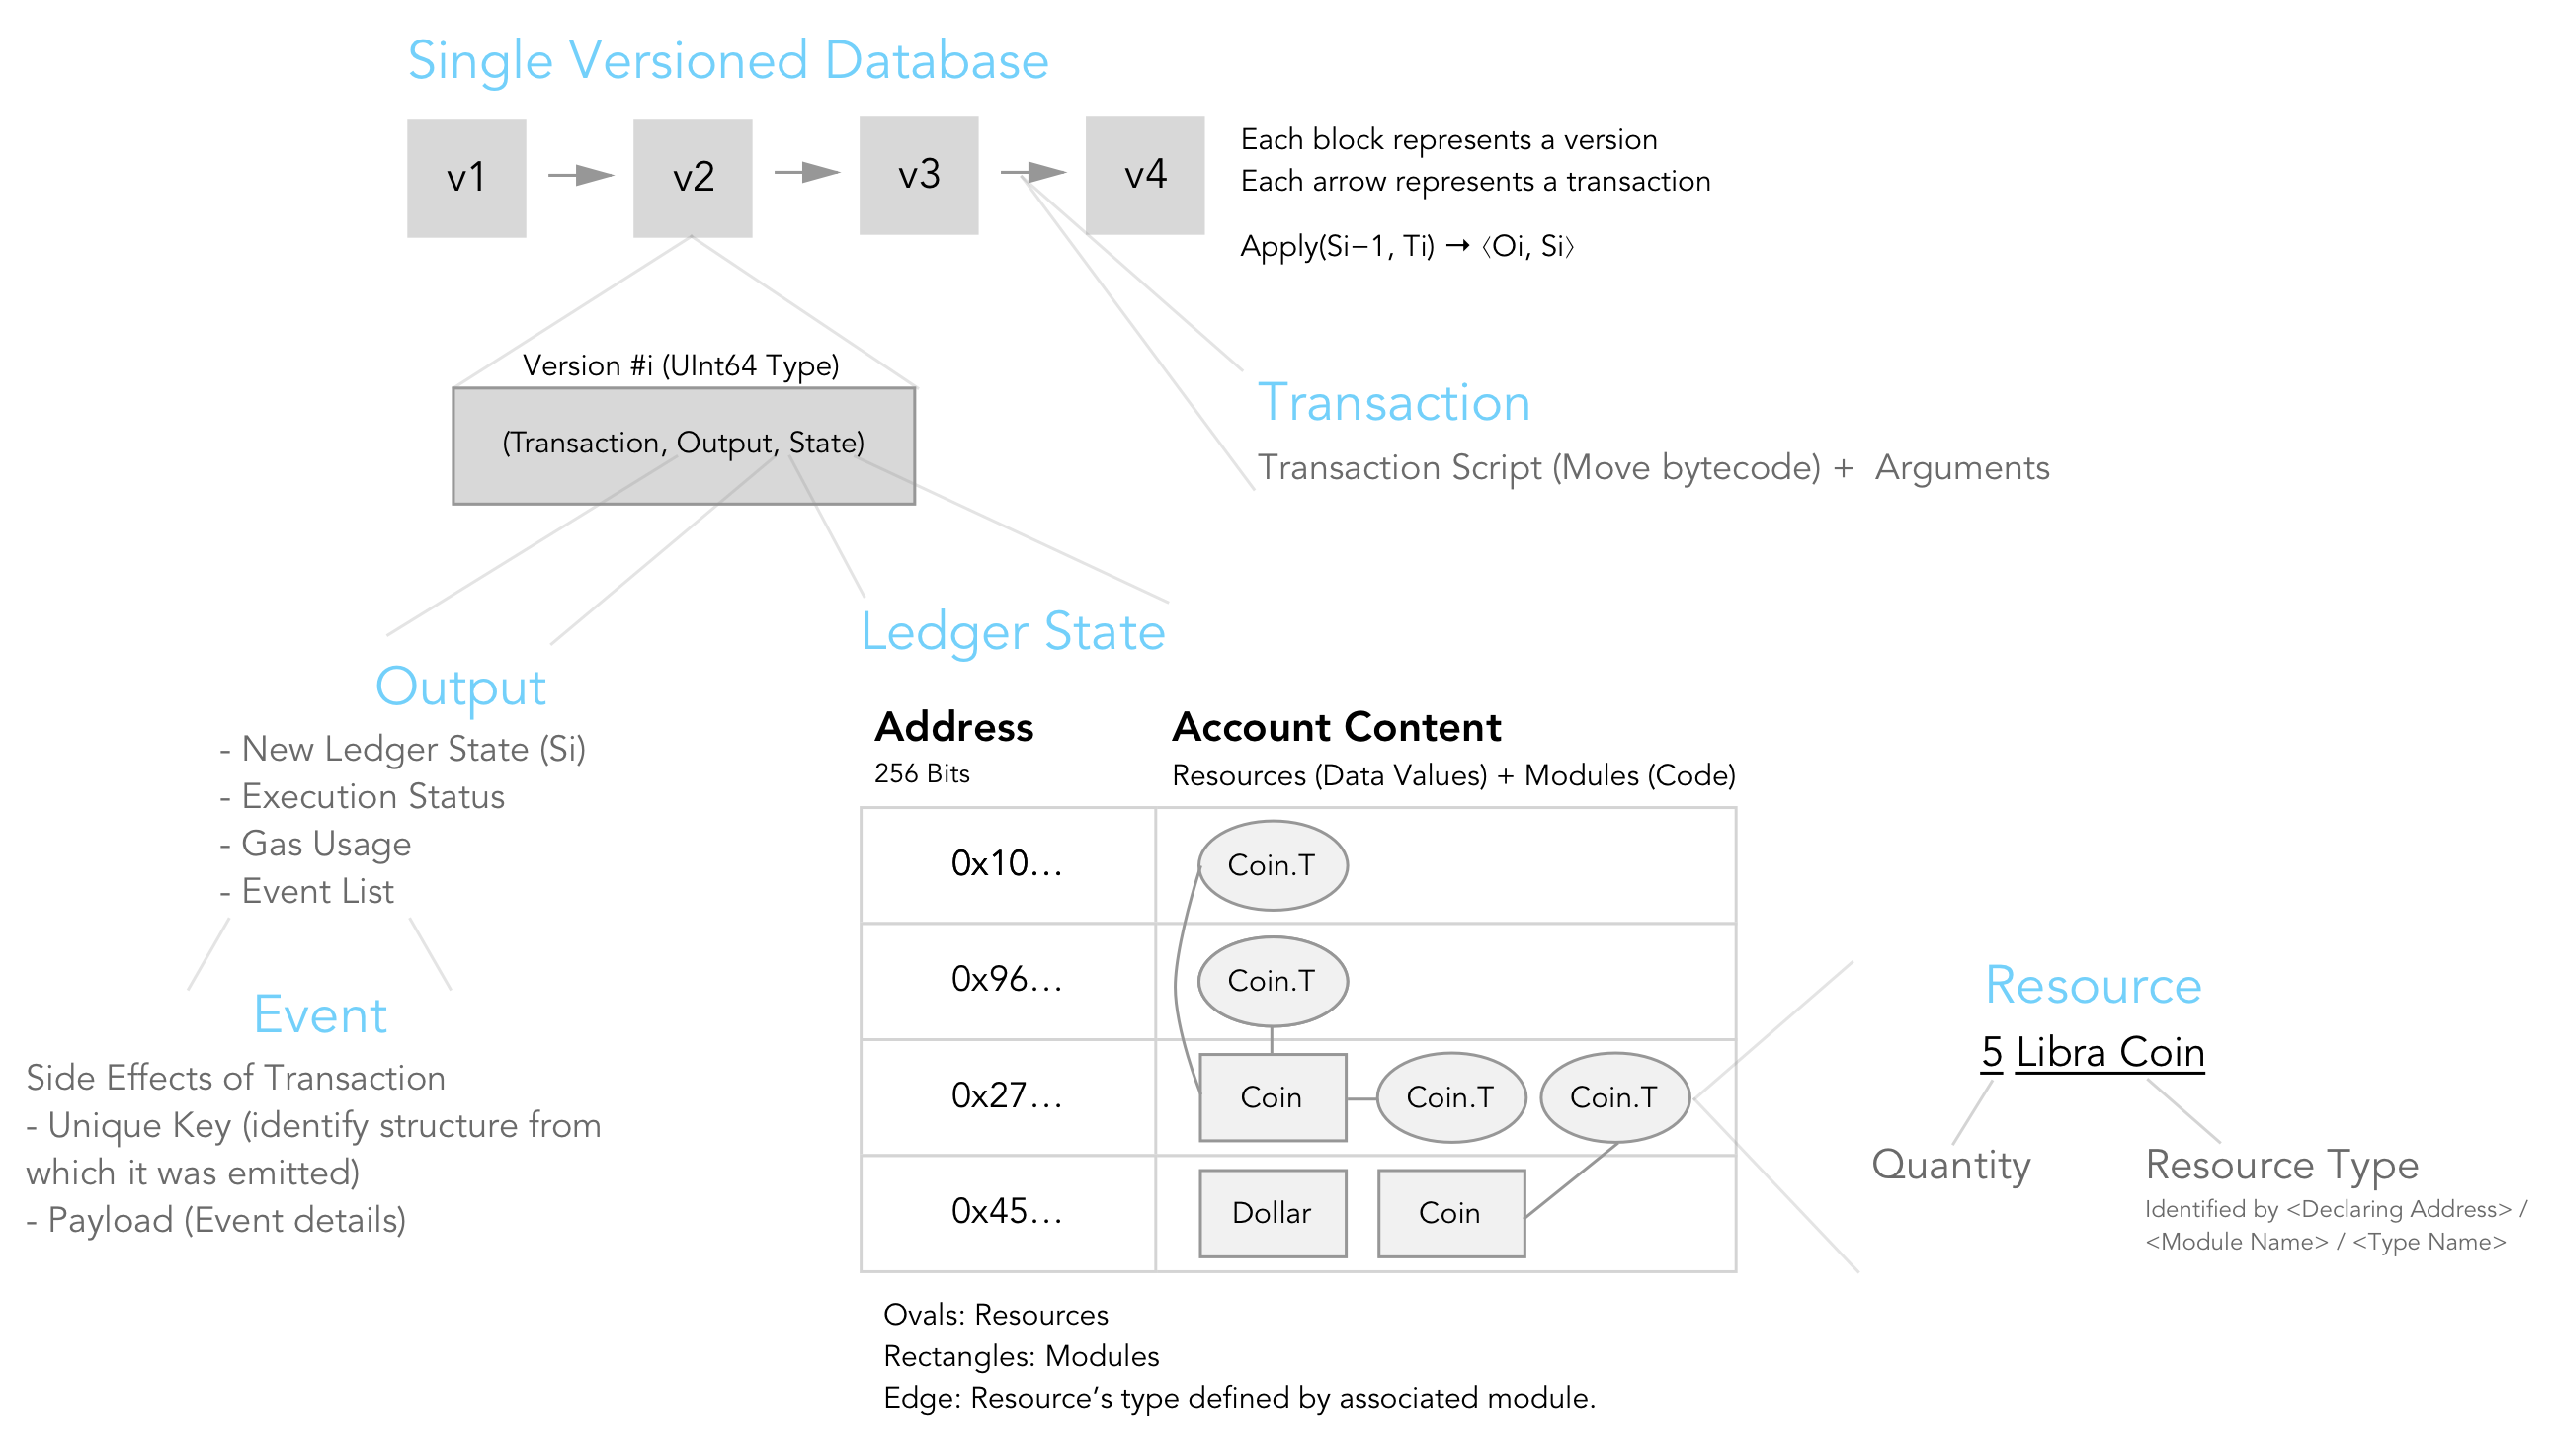 Single Versioned Database
v1
v2
v3
v4
Each block represents a version
Each arrow represents a transaction
Apply(Si−1, Ti) → ⟨Oi, Si⟩
Version #i (UInt64 Type)
(Transaction, Output, State)
Transaction
Transaction Script (Move bytecode) + Arguments
Output
- New Ledger State (Si)
- Execution Status
- Gas Usage
- Event List
Event
Side Effects of Transaction
- Unique Key (identify structure from
which it was emitted)
- Payload (Event details)
Ledger State
Address
256 Bits
Account Content
Resources (Data Values) + Modules (Code)
0x10…
Coin.T
0x96…
Coin.T
0x27…
Coin
Coin.T
Coin.T
0x45…
Dollar
Coin
Ovals: Resources
Rectangles: Modules
Edge: Resource’s type defined by associated module.
Resource
5 Libra Coin
Quantity
Resource Type
Identified by <Declaring Address> /
<Module Name> / <Type Name>